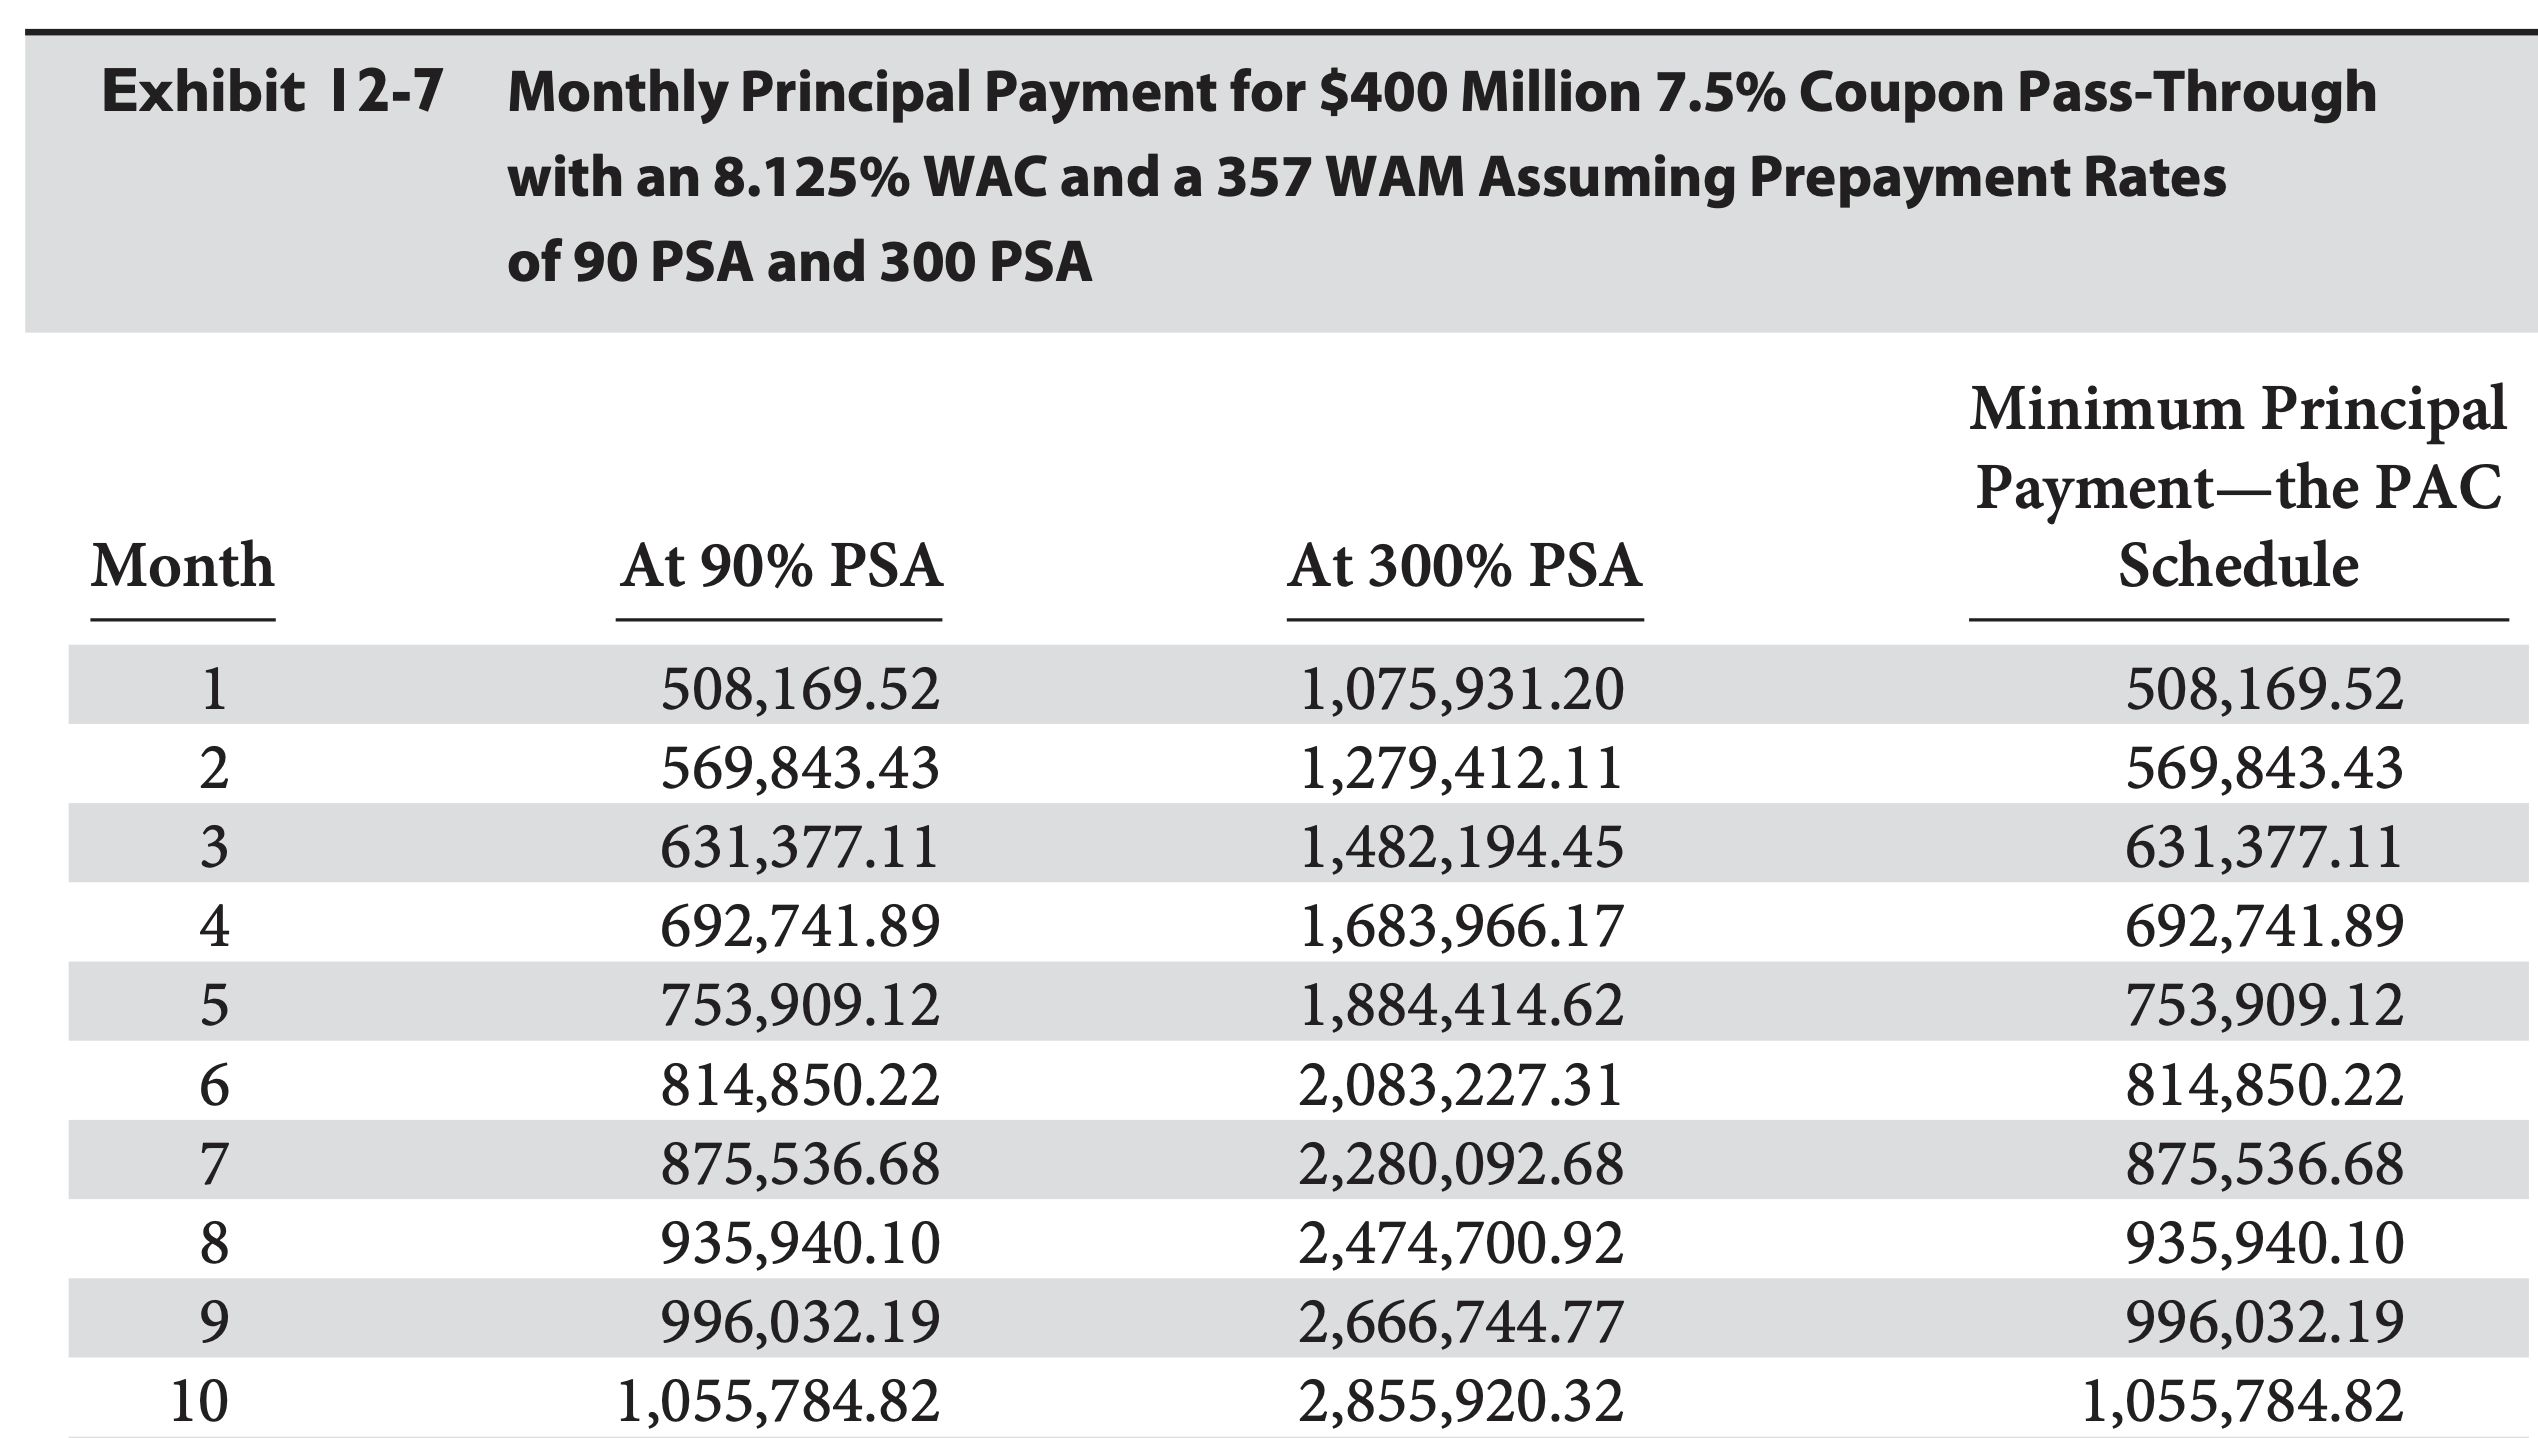 Exhibit 12-7 Monthly Principal Payment for $400 Million 7.5% Coupon Pass-Through
with an 8.125% WAC and a 357 WAM Assuming Prepayment Rates
of 90 PSA and 300 PSA
Minimum Principal
Payment—the PAC
Month At 90% PSA At 300% PSA Schedule
1 508,169.52 1,075,931.20 508,169.52
2 569,843.43 1,279,412.11 569,843.43
3 631,377.11 1,482,194.45 631,377.11
4 692,741.89 1,683,966.17 692,741.89
5 753,909.12 1,884,414.62 753,909.12
6 814,850.22 2,083,227.31 814,850.22
7 875,536.68 2,280,092.68 875,536.68
8 935,940.10 2,474,700.92 935,940.10
9 996,032.19 2,666,744.77 996,032.19
10 1,055,784.82 2,855,920.32 1,055,784.82